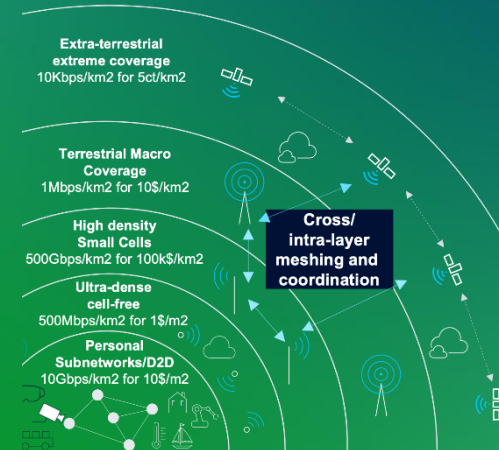 Extra-terrestrial
extreme coverage
10Kbps/km2 for 5ct/km2
Terrestrial Macro
Coverage
1Mbps/km2 for 10$/km2
High density
Small Cells
500Gbps/km2 for 100k$/km2
Cross/
intra-layer
meshing and
coordination
Ultra-dense
cell-free
500Mbps/km2 for 1$/m2
Personal
Subnetworks/D2D
10Gbps/km2 for 10$/m2